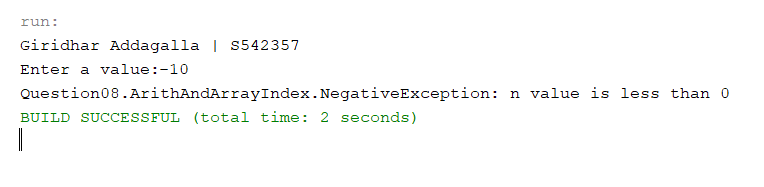 run:
Giridhar Addagalla | S542357
Enter a value:-10
Question08.ArithAndArrayIndex.NegativeException: n value is less than 0
BUILD SUCCESSFUL (total time: 2 seconds)